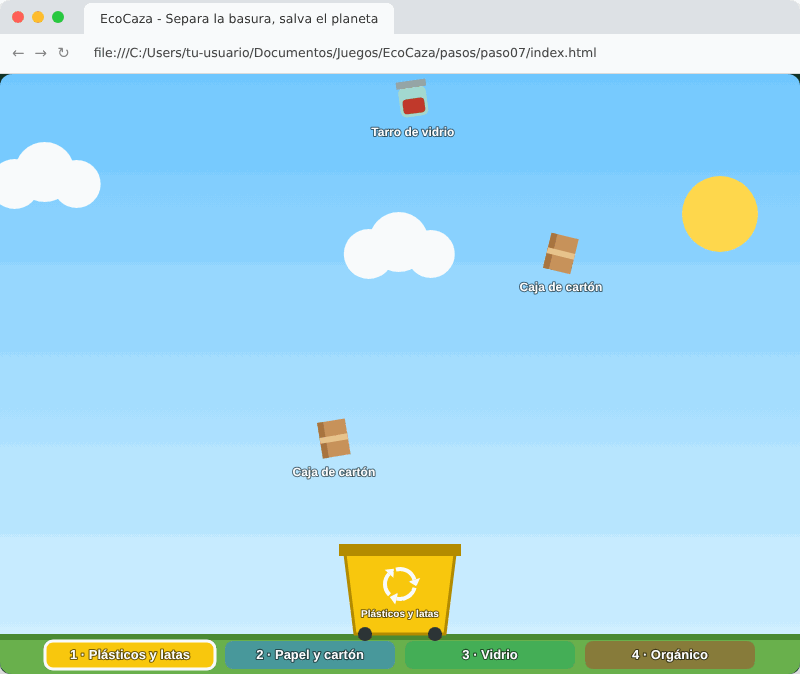 EcoCaza - Separa la basura, salva el planeta
← → ↻ file:///C:/Users/tu-usuario/Documentos/Juegos/EcoCaza/pasos/paso07/index.html
Tarro de vidrio
Caja de cartón
Caja de cartón
Plásticos y latas
1 · Plásticos y latas
2 · Papel y cartón
3 · Vidrio
4 · Orgánico